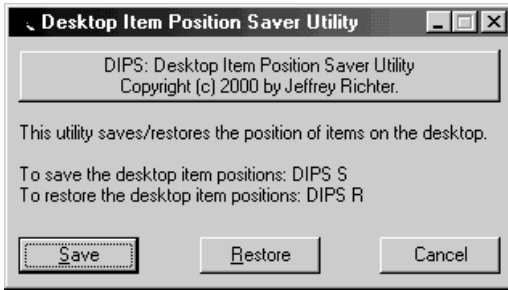 Desktop Item Position Saver Utility
DIPS: Desktop Item Position Saver Utility
Copyright (c) 2000 by Jeffrey Richter.
This utility saves/restores the position of items on the desktop.
To save the desktop item positions: DIPS S
To restore the desktop item positions: DIPS R
Save Restore Cancel